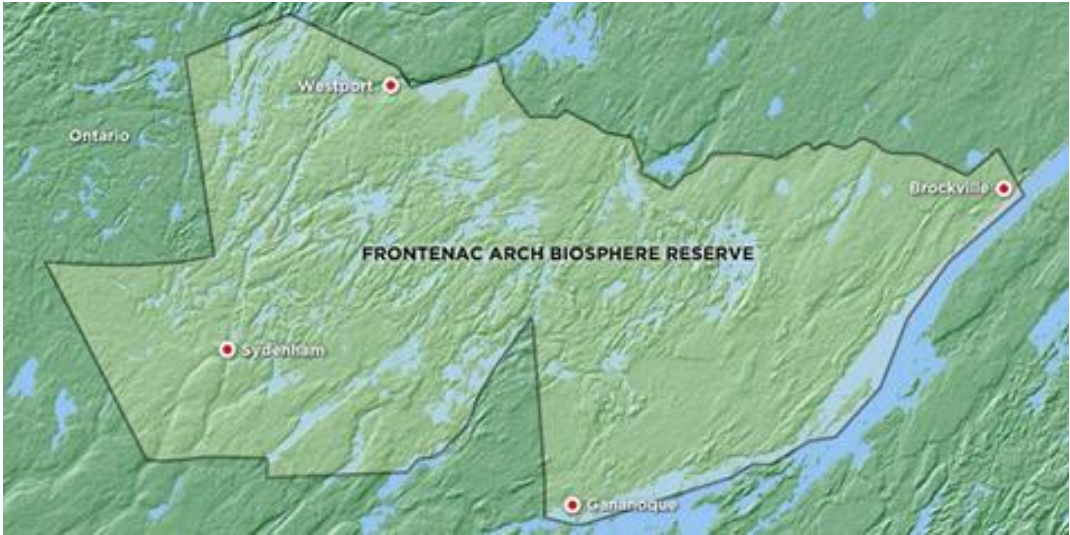 Westport
Ontario
Brockville
FRONTENAC ARCH BIOSPHERE RESERVE
Sydenham
Gananoque